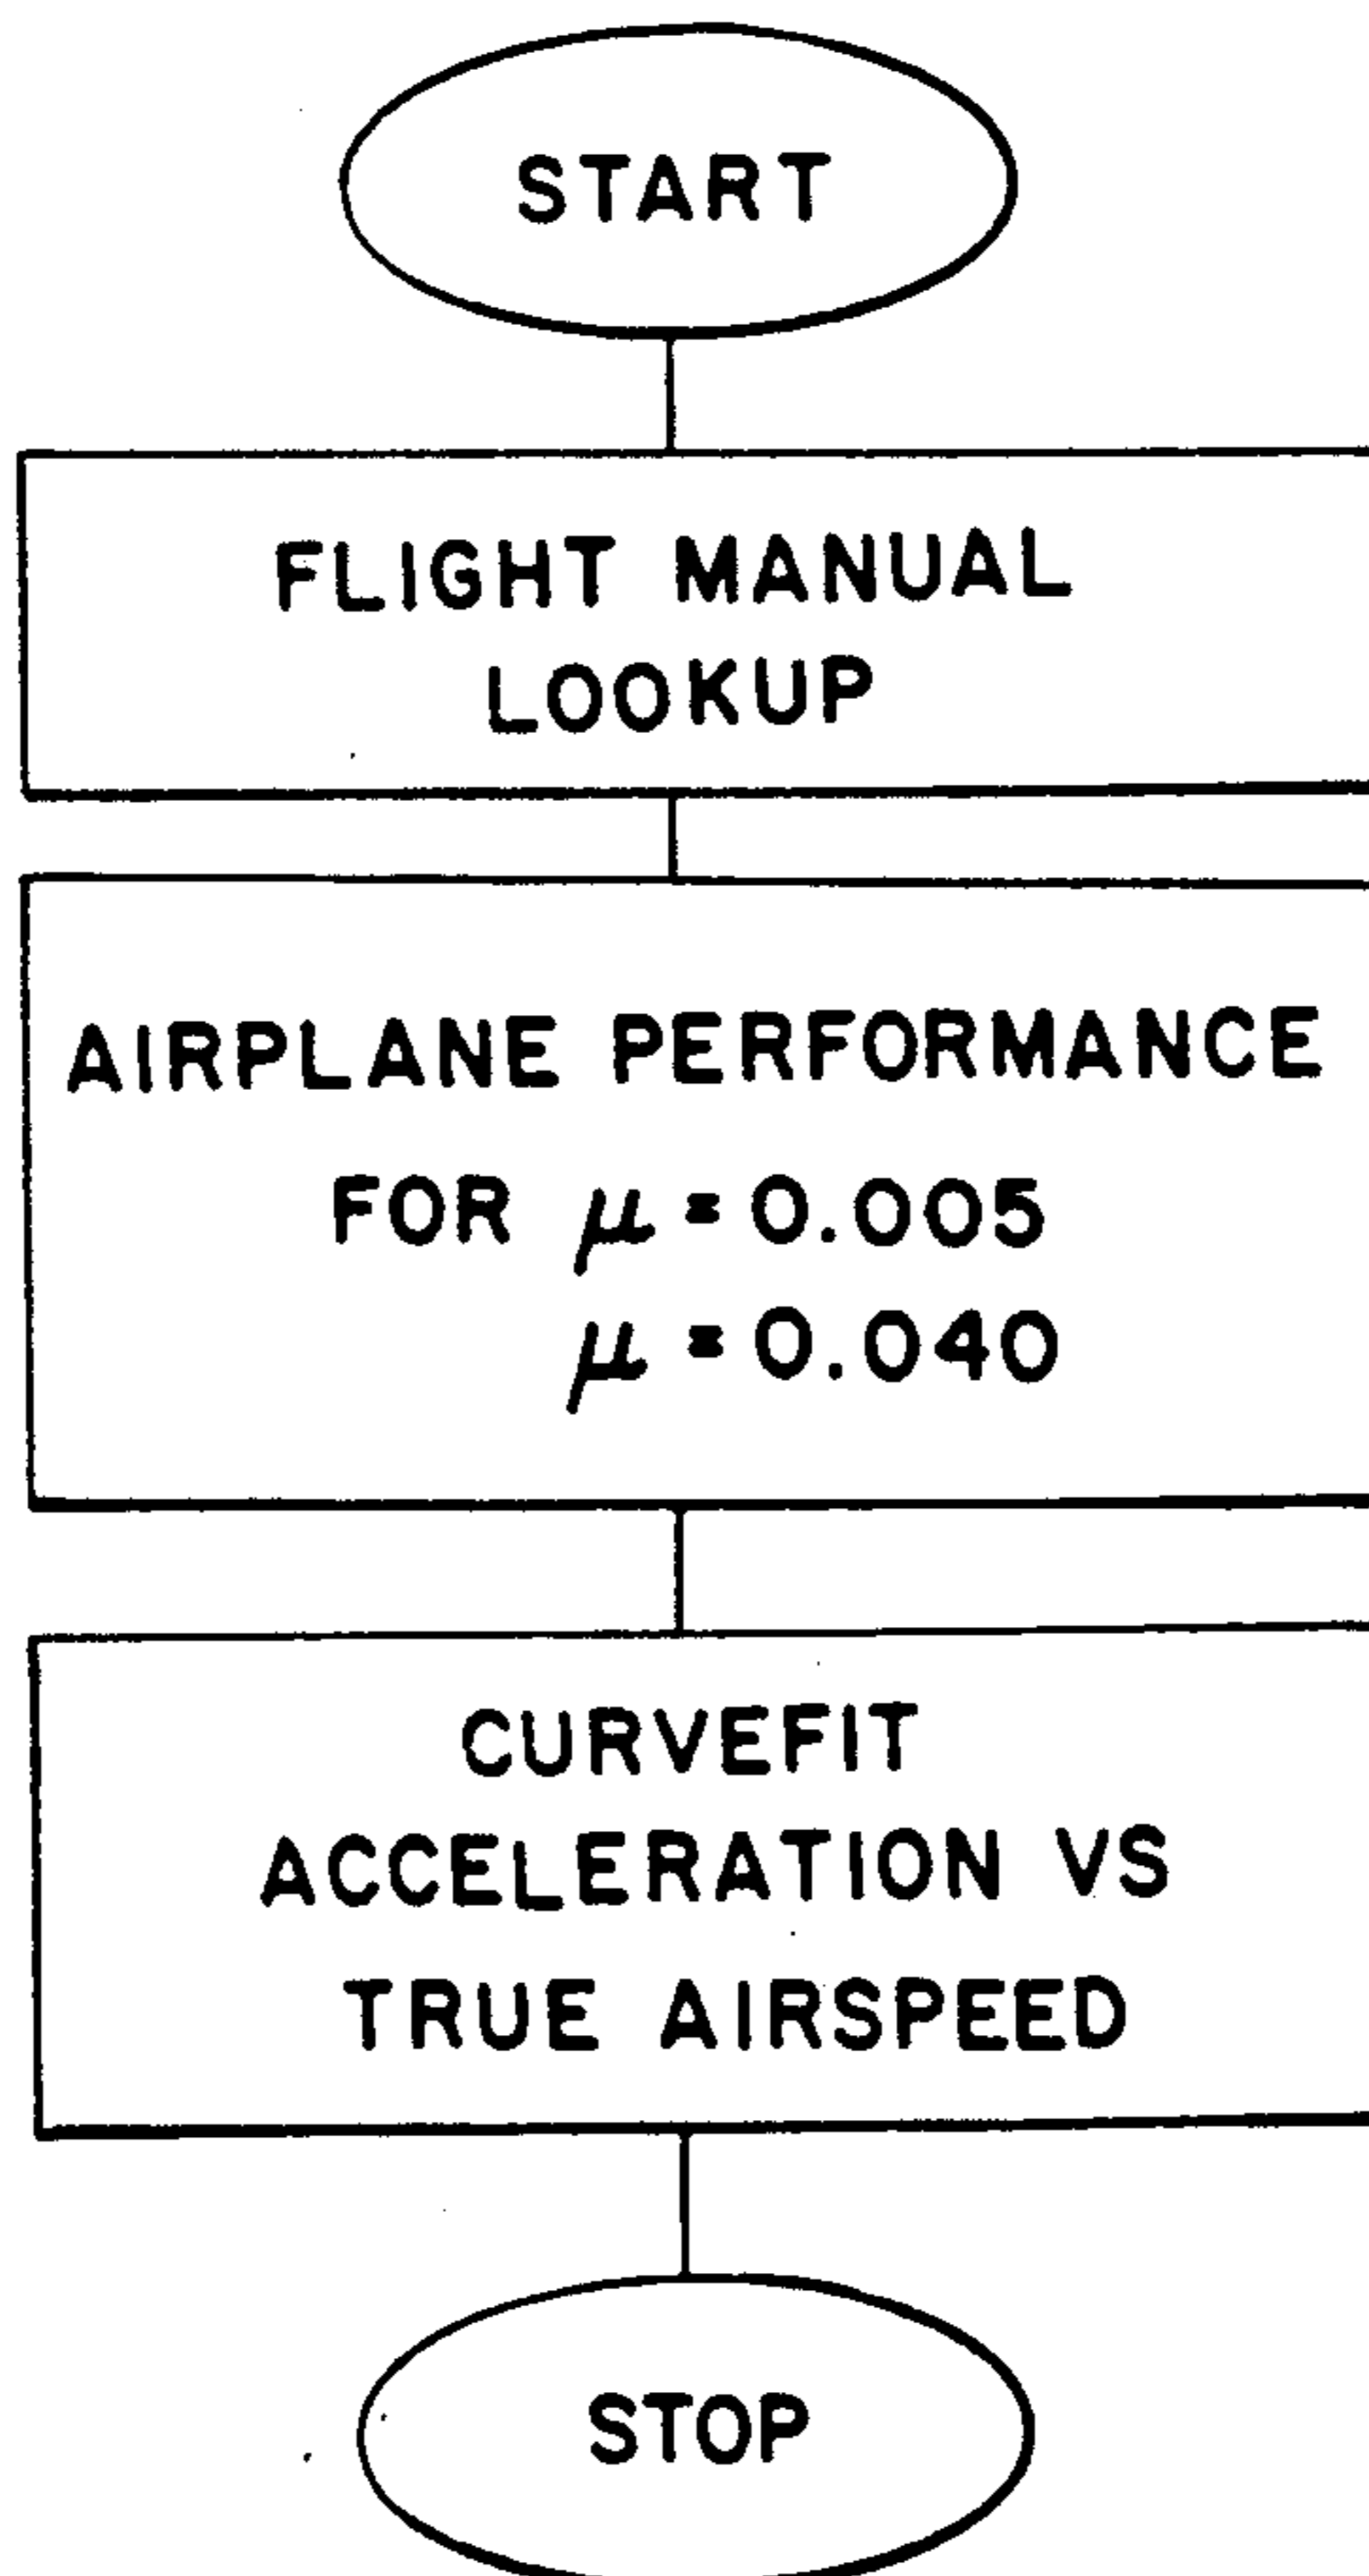 START
FLIGHT MANUAL
LOOKUP
AIRPLANE PERFORMANCE
FOR μ = 0.005
μ = 0.040
CURVEFIT
ACCELERATION VS
TRUE AIRSPEED
STOP